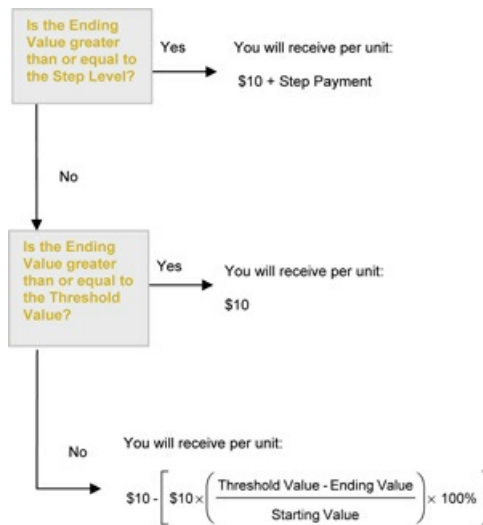 Is the Ending
Value greater
than or equal to
the Step Level?
Yes
You will receive per unit:
$10 + Step Payment
No
Is the Ending
Value greater
than or equal to
the Threshold
Value?
Yes
You will receive per unit:
$10
No
You will receive per unit:
$10 - [ $10 × ( Threshold Value - Ending Value
Starting Value ) × 100% ]